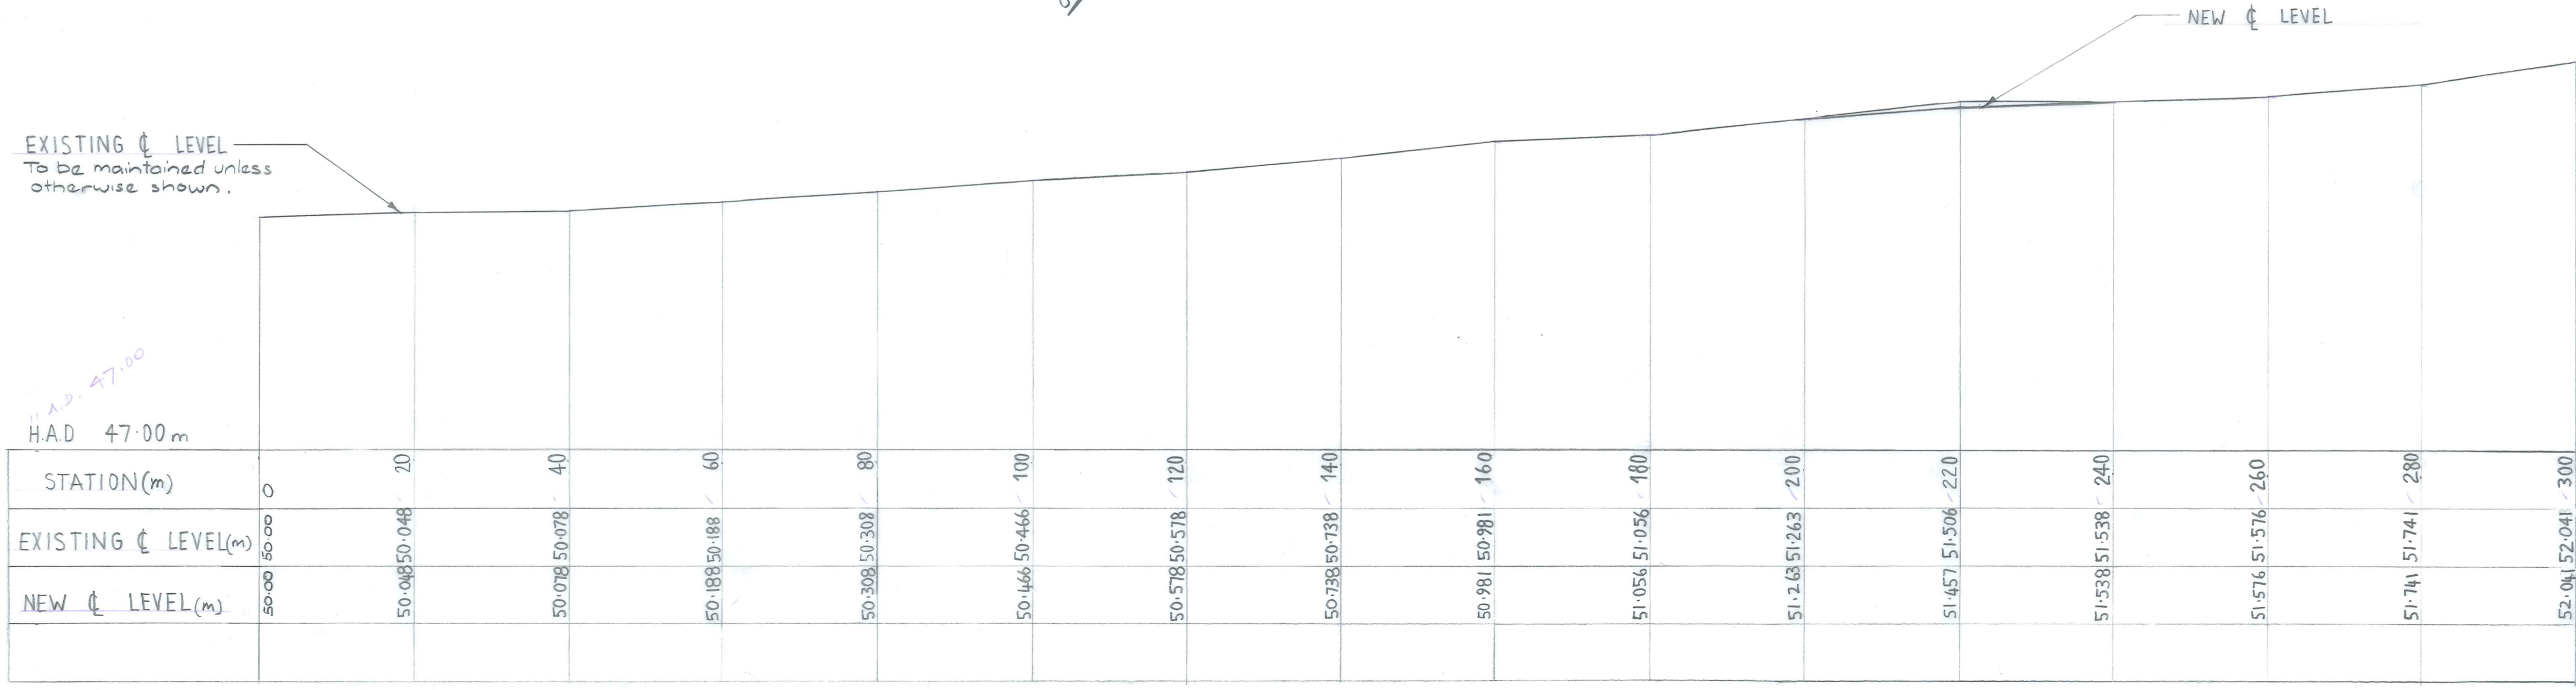 NEW ℄ LEVEL
EXISTING ℄ LEVEL
To be maintained unless
otherwise shown.
H.A.D. 47.00
H.A.D 47.00m
STATION(m) 0 20 40 60 80 100 120 140 160 180 200 220 240 260 280 300
EXISTING ℄ LEVEL(m) 50.00 50.048 50.078 50.188 50.308 50.466 50.578 50.738 50.981 51.056 51.263 51.506 51.538 51.576 51.741 52.041
NEW ℄ LEVEL(m) 50.00 50.048 50.078 50.188 50.308 50.466 50.578 50.738 50.981 51.056 51.263 51.457 51.538 51.576 51.741 52.041